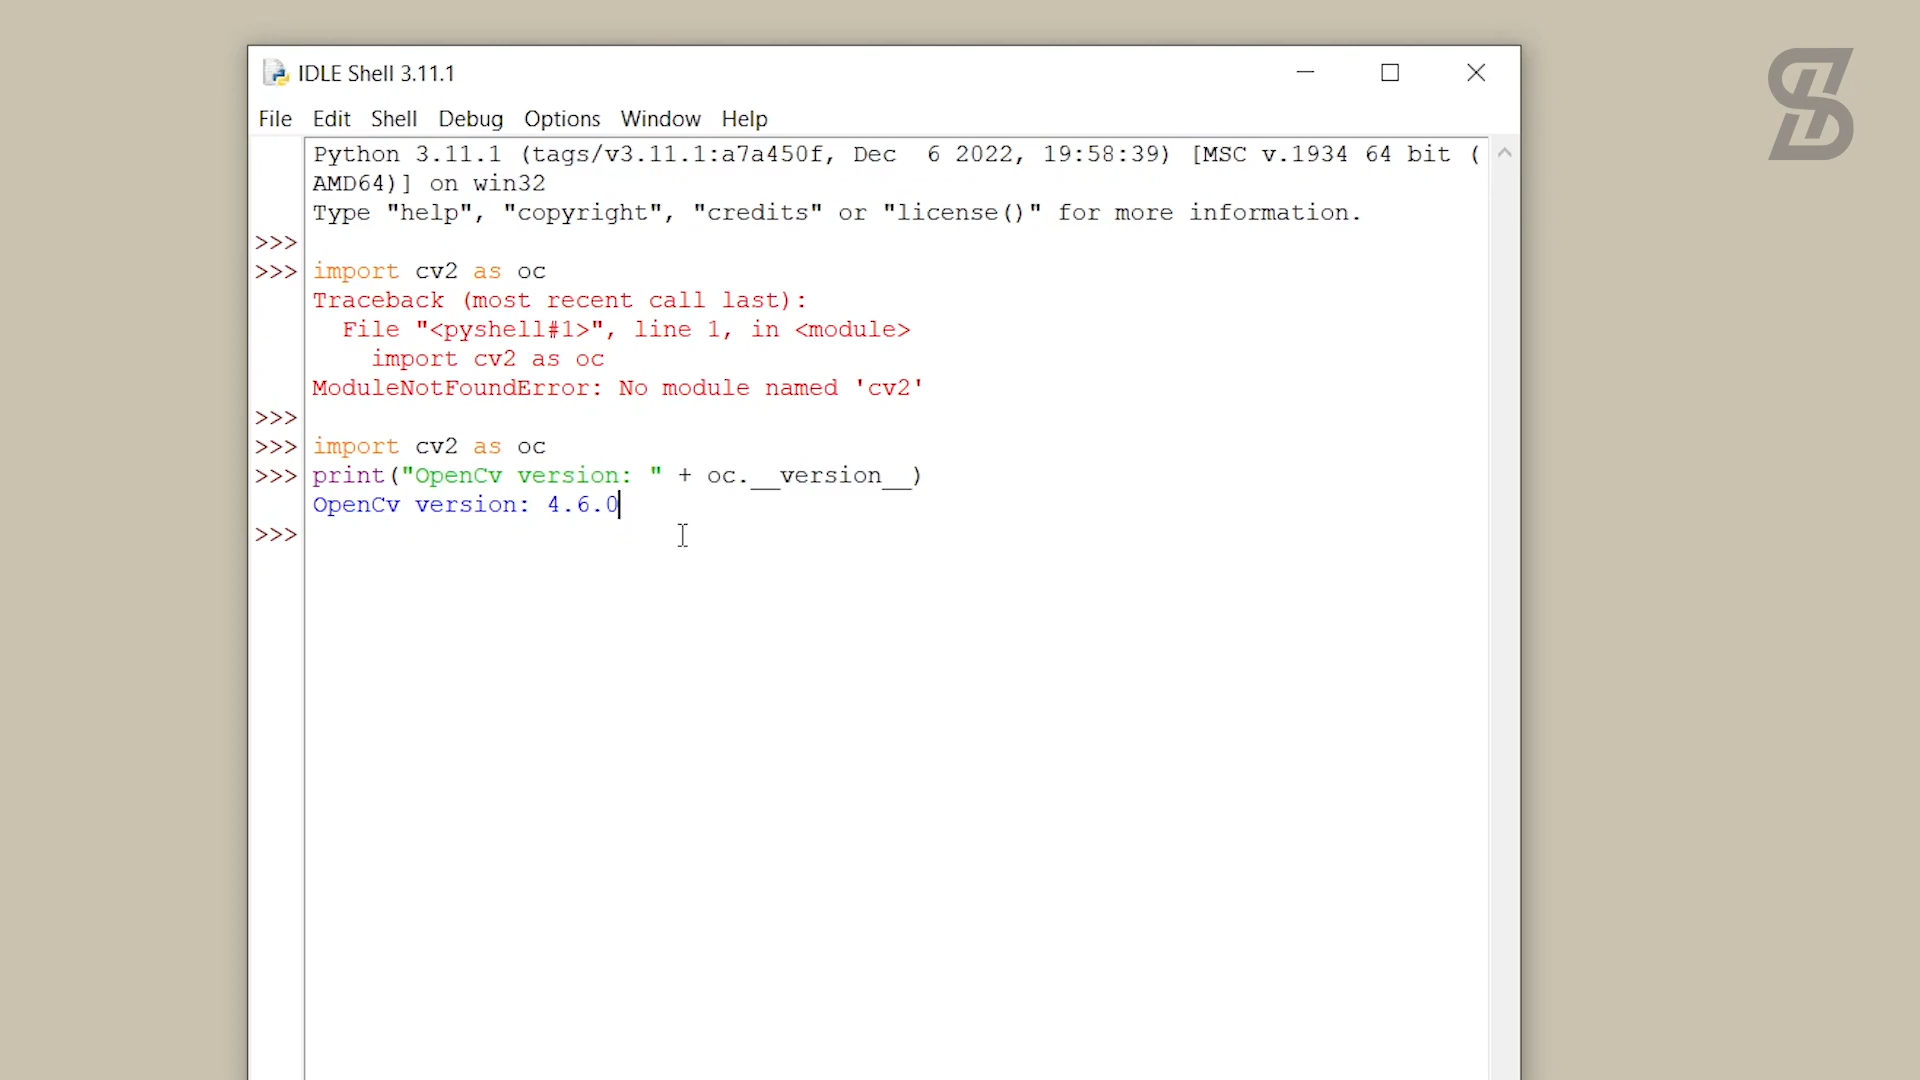 IDLE Shell 3.11.1
File Edit Shell Debug Options Window Help
Python 3.11.1 (tags/v3.11.1:a7a450f, Dec  6 2022, 19:58:39) [MSC v.1934 64 bit (
AMD64)] on win32
Type "help", "copyright", "credits" or "license()" for more information.
>>>
>>> import cv2 as oc
Traceback (most recent call last):
  File "<pyshell#1>", line 1, in <module>
    import cv2 as oc
ModuleNotFoundError: No module named 'cv2'
>>>
>>> import cv2 as oc
>>> print("OpenCv version: " + oc.__version__)
OpenCv version: 4.6.0
>>>